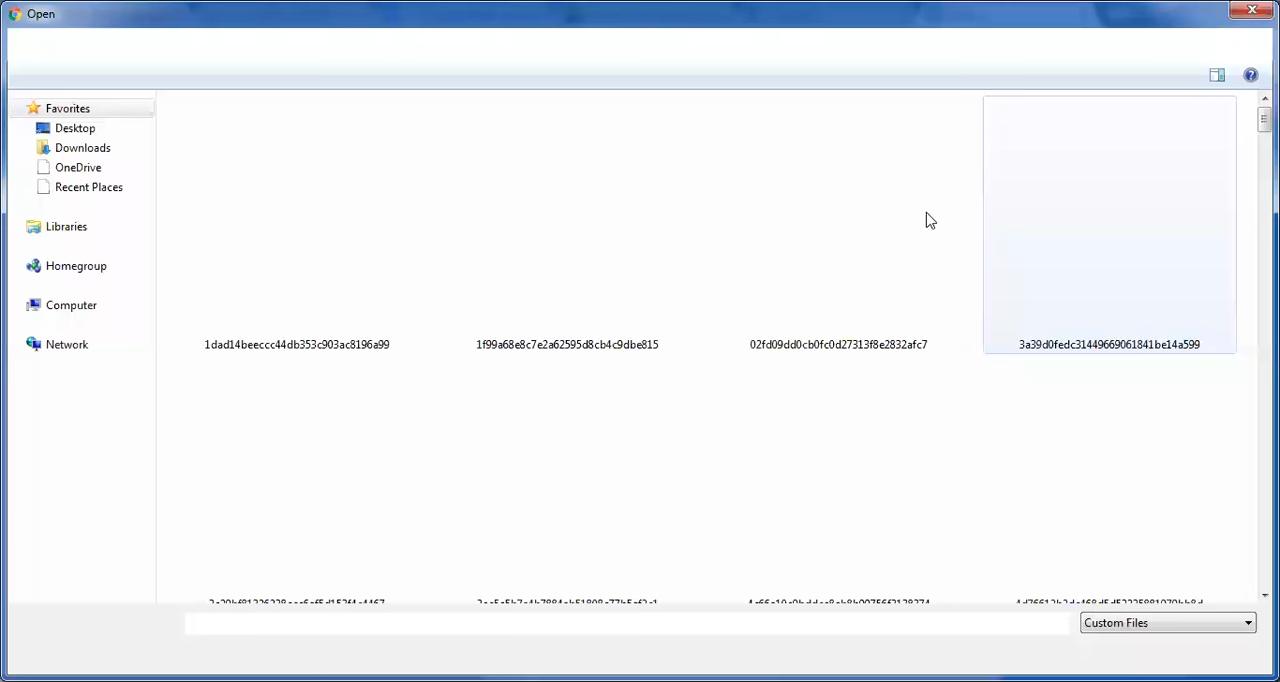 Open
Favorites
Desktop
Downloads
OneDrive
Recent Places
Libraries
Homegroup
Computer
Network
1dad14beeccc44db353c903ac8196a99
1f99a68e8c7e2a62595d8cb4c9dbe815
02fd09dd0cb0fc0d27313f8e2832afc7
3a39d0fedc31449669061841be14a599
Custom Files